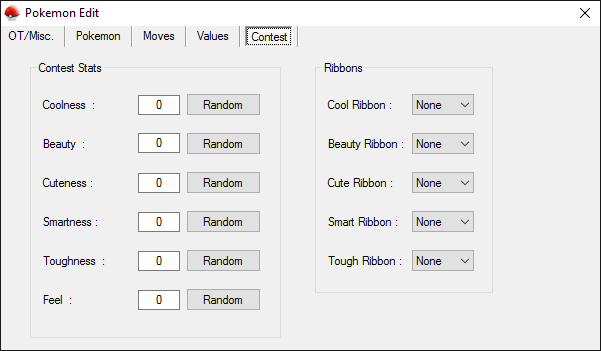 Pokemon Edit
OT/Misc. Pokemon Moves Values Contest
Contest Stats
Coolness : 0 Random
Beauty : 0 Random
Cuteness : 0 Random
Smartness : 0 Random
Toughness : 0 Random
Feel : 0 Random
Ribbons
Cool Ribbon : None
Beauty Ribbon : None
Cute Ribbon : None
Smart Ribbon : None
Tough Ribbon : None